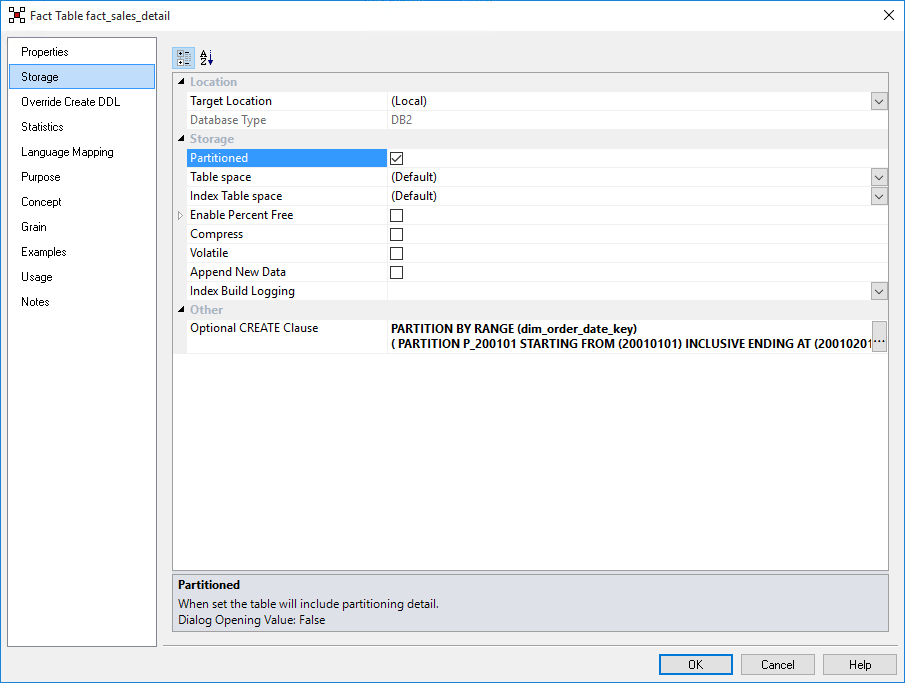 Fact Table fact_sales_detail
Properties
Storage
Override Create DDL
Statistics
Language Mapping
Purpose
Concept
Grain
Examples
Usage
Notes
Location
Target Location (Local)
Database Type DB2
Storage
Partitioned
Table space (Default)
Index Table space (Default)
Enable Percent Free
Compress
Volatile
Append New Data
Index Build Logging
Other
Optional CREATE Clause PARTITION BY RANGE (dim_order_date_key)
( PARTITION P_200101 STARTING FROM (20010101) INCLUSIVE ENDING AT (20010201 ...
Partitioned
When set the table will include partitioning detail.
Dialog Opening Value: False
OK Cancel Help